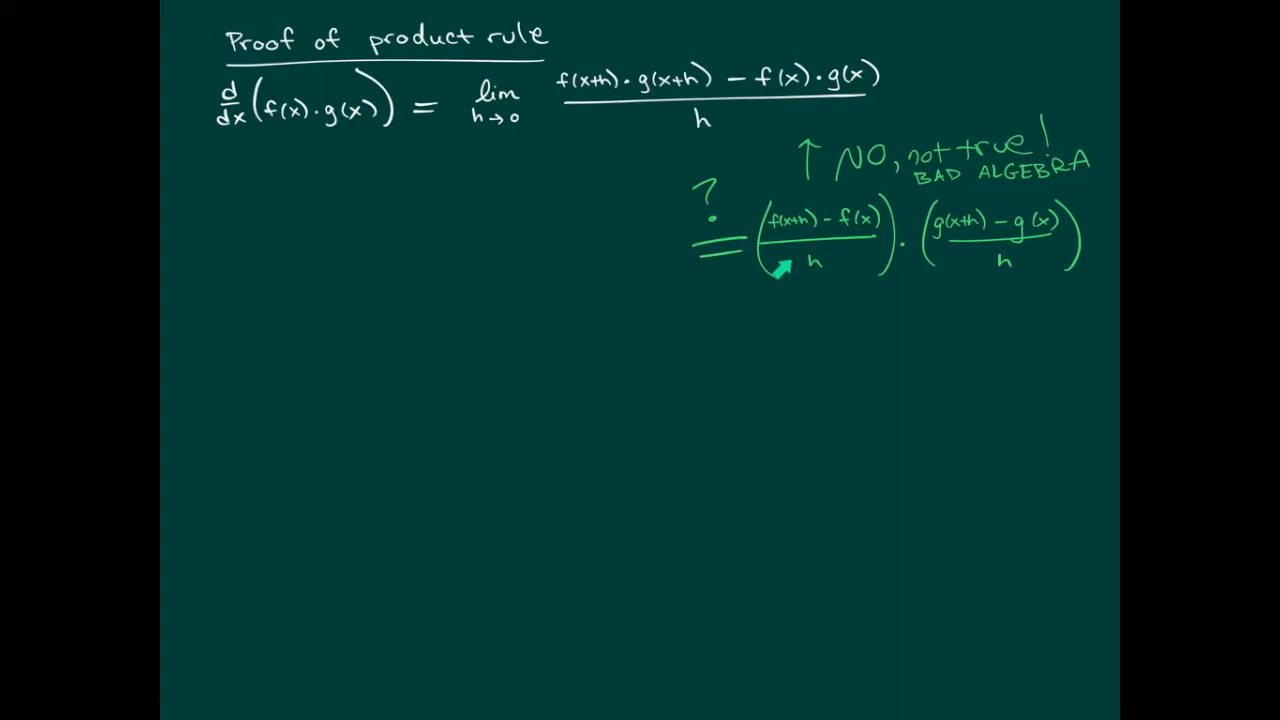 Proof of product rule
d/dx (f(x)·g(x)) = lim h→0 (f(x+h)·g(x+h) − f(x)·g(x))/h
↑ NO, not true!
BAD ALGEBRA
?
= ((f(x+h) − f(x))/h) · ((g(x+h) − g(x))/h)